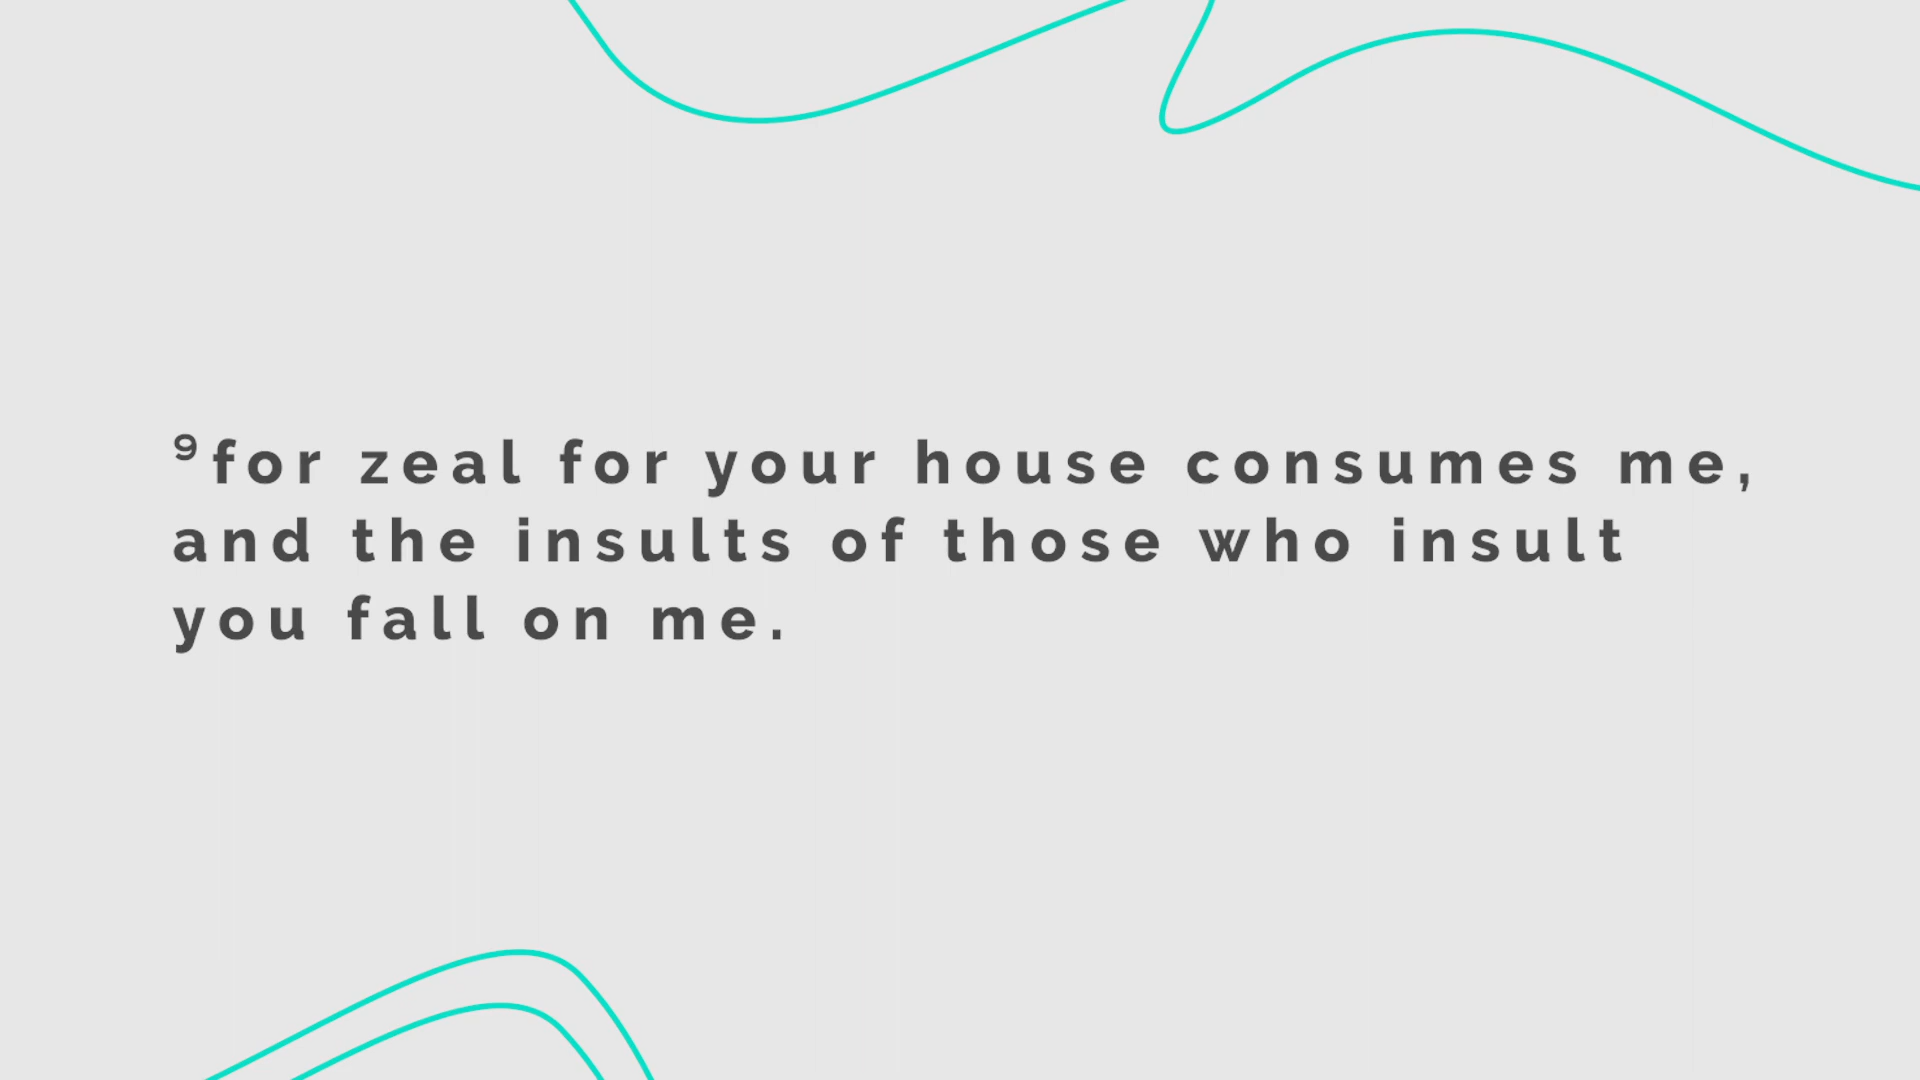 ⁹for zeal for your house consumes me,
and the insults of those who insult
you fall on me.